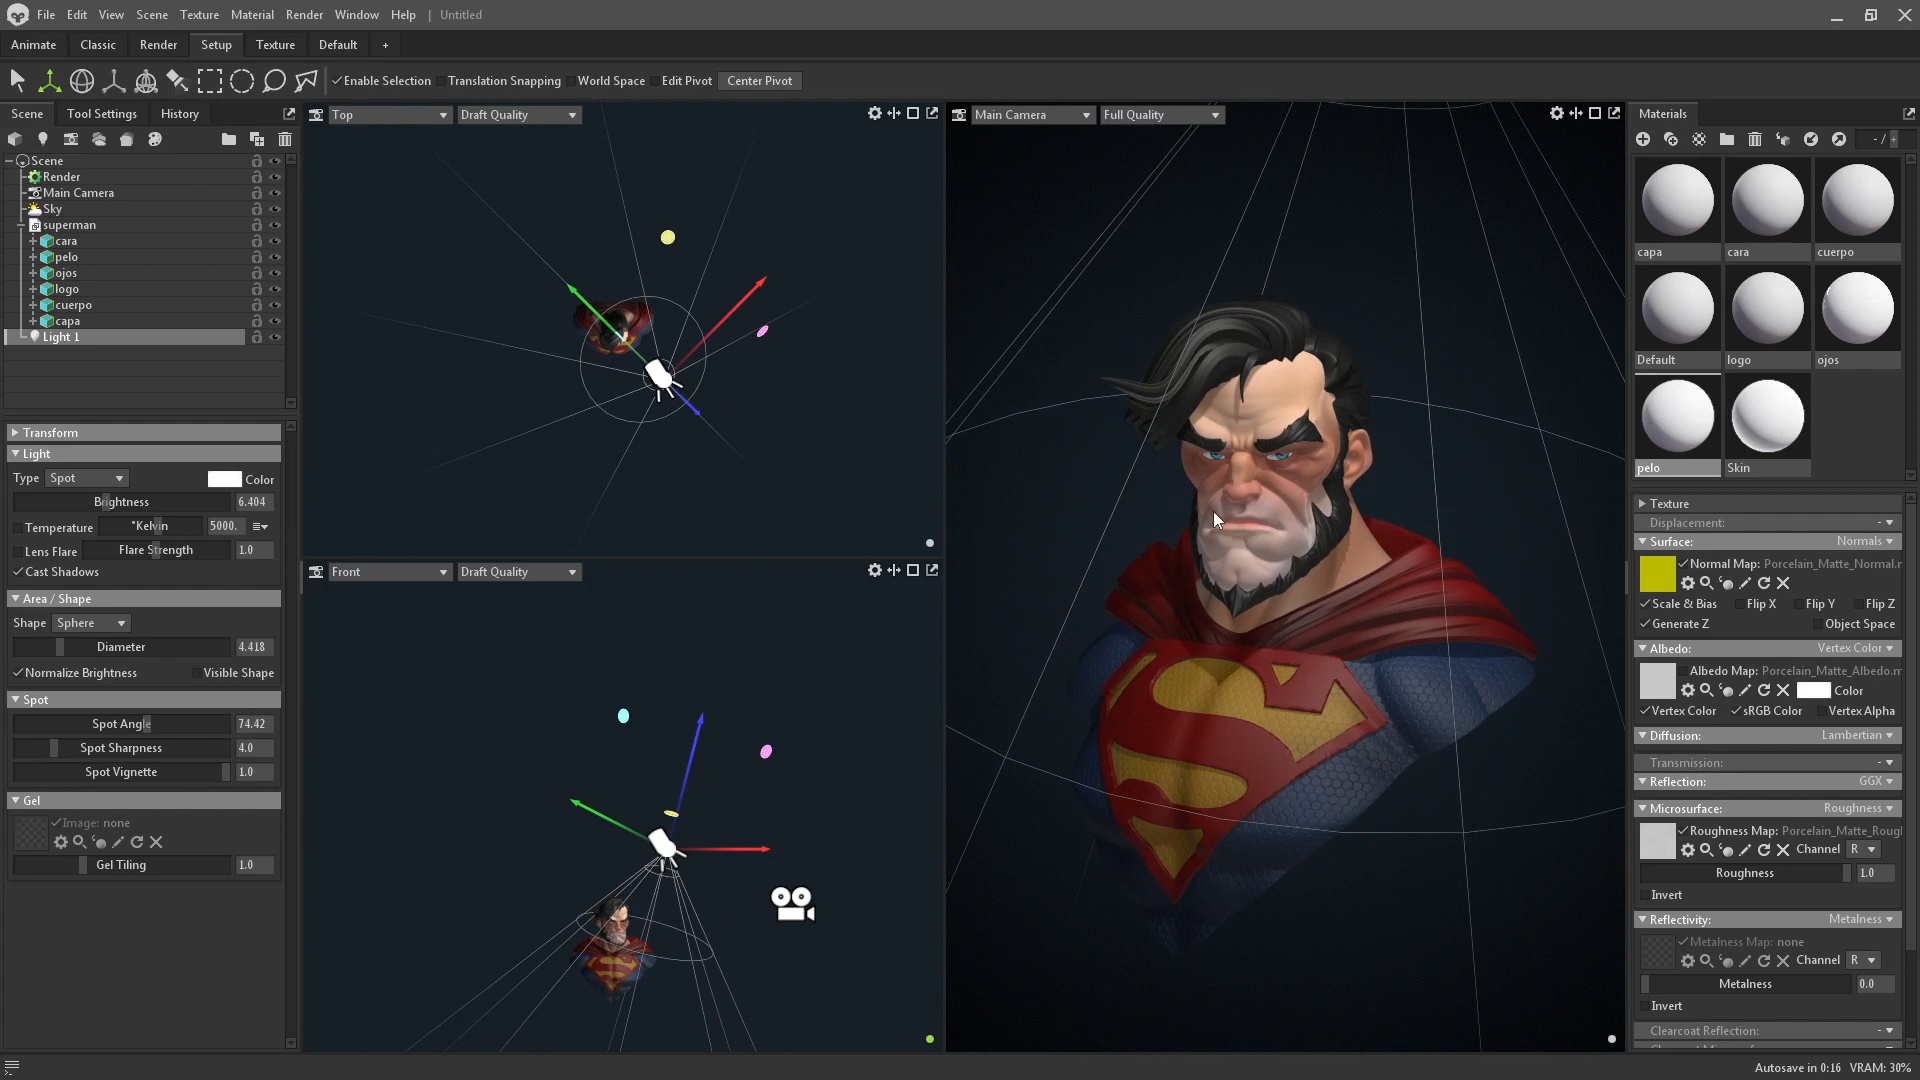 File Edit View Scene Texture Material Render Window Help | Untitled
Animate Classic Render Setup Texture Default +
Enable Selection Translation Snapping World Space Edit Pivot Center Pivot
Scene Tool Settings History
Scene
Render
Main Camera
Sky
superman
cara
pelo
ojos
logo
cuerpo
capa
Light 1
Transform
Light
Type Spot Color
Brightness 6.404
Temperature °Kelvin 5000.
Lens Flare Flare Strength 1.0
Cast Shadows
Area / Shape
Shape Sphere
Diameter 4.418
Normalize Brightness Visible Shape
Spot
Spot Angle 74.42
Spot Sharpness 4.0
Spot Vignette 1.0
Gel
Image: none
Gel Tiling 1.0
Top Draft Quality
Front Draft Quality
Main Camera Full Quality
Materials
- / +
capa cara cuerpo
Default logo ojos
pelo Skin
Texture
Displacement: -
Surface: Normals
Normal Map: Porcelain_Matte_Normal.
Scale & Bias Flip X Flip Y Flip Z
Generate Z Object Space
Albedo: Vertex Color
Albedo Map: Porcelain_Matte_Albedo.
Color
Vertex Color sRGB Color Vertex Alpha
Diffusion: Lambertian
Transmission: -
Reflection: GGX
Microsurface: Roughness
Roughness Map: Porcelain_Matte_Roug
Channel R
Roughness 1.0
Invert
Reflectivity: Metalness
Metalness Map: none
Channel R
Metalness 0.0
Invert
Clearcoat Reflection: -
Autosave in 0:16 VRAM: 30%